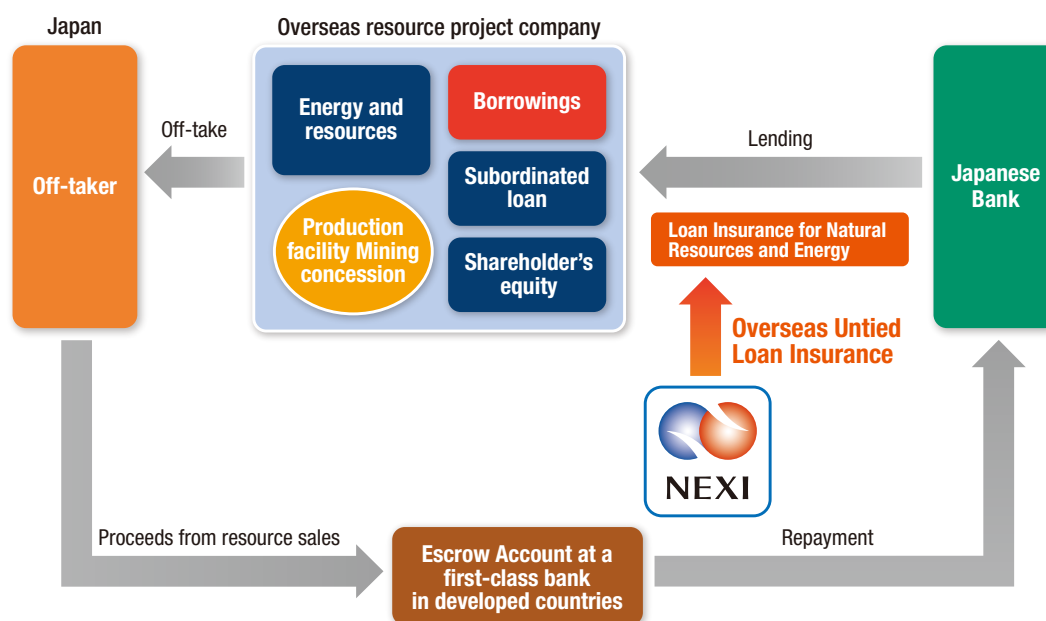 Japan
Overseas resource project company
Off-taker
Off-take
Energy and
resources
Production
facility Mining
concession
Borrowings
Subordinated
loan
Shareholder's
equity
Lending
Japanese
Bank
Loan Insurance for Natural
Resources and Energy
Overseas Untied
Loan Insurance
NEXI
Proceeds from resource sales
Escrow Account at a
first-class bank
in developed countries
Repayment